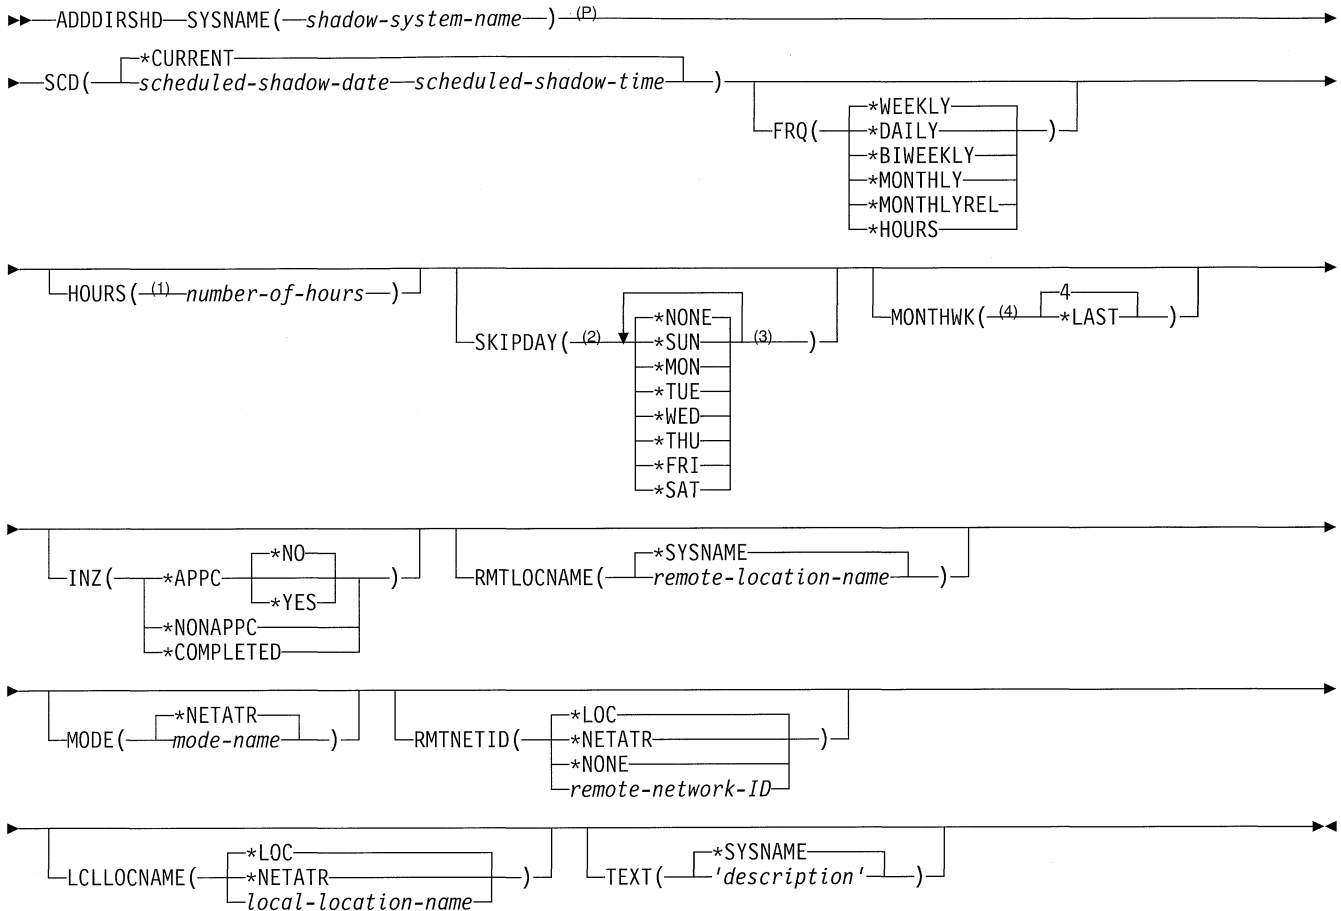 ADDDIRSHD SYSNAME( shadow-system-name ) (P)
*CURRENT
SCD( scheduled-shadow-date scheduled-shadow-time )
*WEEKLY
FRQ( *DAILY )
*BIWEEKLY
*MONTHLY
*MONTHLYREL
*HOURS
HOURS( (1) number-of-hours )
*NONE
SKIPDAY( (2) *SUN (3) )
*MON
*TUE
*WED
*THU
*FRI
*SAT
4
MONTHWK( (4) *LAST )
*NO
INZ( *APPC )
*YES
*NONAPPC
*COMPLETED
*SYSNAME
RMTLOCNAME( remote-location-name )
*NETATR
MODE( mode-name )
*LOC
RMTNETID( *NETATR )
*NONE
remote-network-ID
*LOC
LCLLOCNAME( *NETATR )
local-location-name
*SYSNAME
TEXT( 'description' )